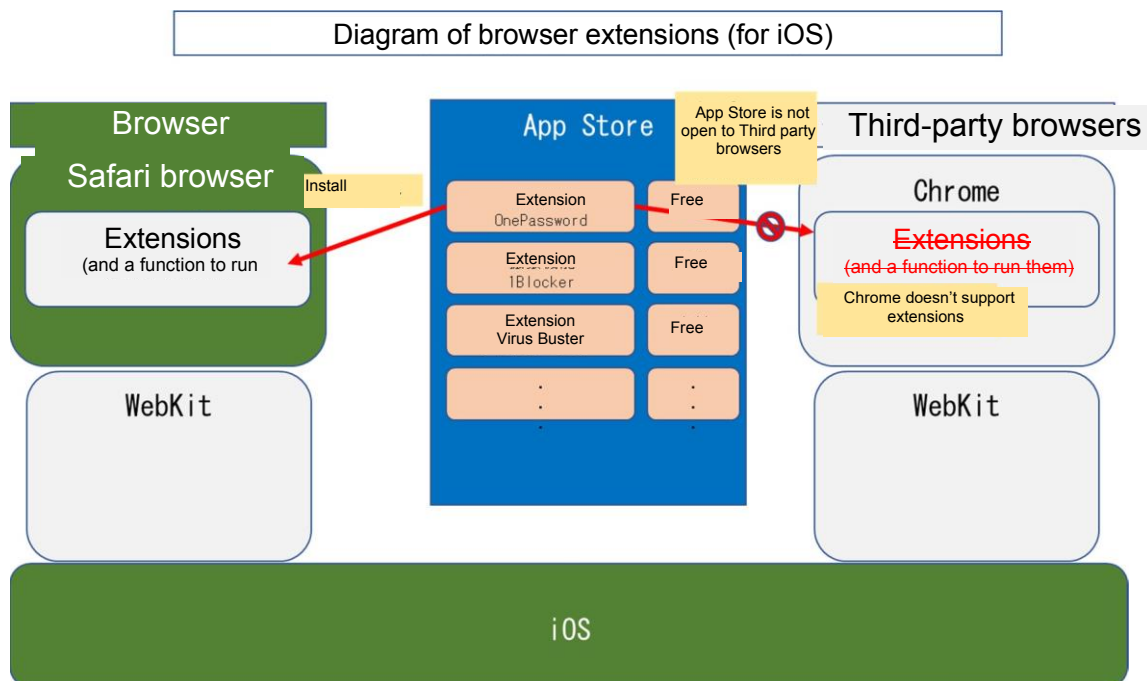 Diagram of browser extensions (for iOS)
Browser
Safari browser
Install
Extensions
(and a function to run
App Store
App Store is not
open to Third party
browsers
Extension
OnePassword
Free
Extension
1Blocker
Free
Extension
Virus Buster
Free
Third-party browsers
Chrome
Extensions
(and a function to run them)
Chrome doesn’t support
extensions
WebKit
WebKit
iOS